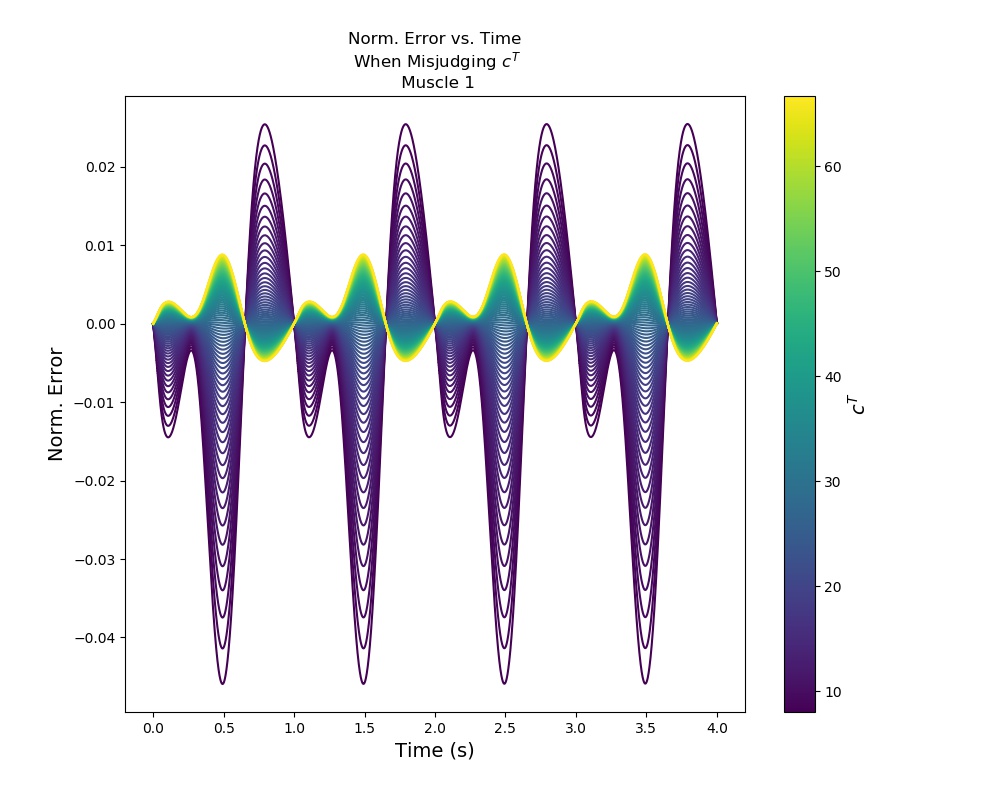 Norm. Error vs. Time
When Misjudging c^T
Muscle 1
Norm. Error
0.02
0.01
0.00
−0.01
−0.02
−0.03
−0.04
0.0 0.5 1.0 1.5 2.0 2.5 3.0 3.5 4.0
Time (s)
60
50
40
30
20
10
c^T